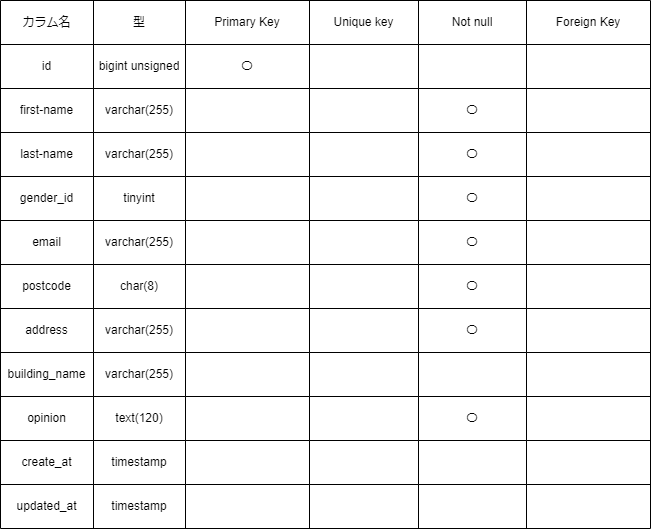 カラム名 型 Primary Key Unique key Not null Foreign Key
id bigint unsigned 〇
first-name varchar(255) 〇
last-name varchar(255) 〇
gender_id tinyint 〇
email varchar(255) 〇
postcode char(8) 〇
address varchar(255) 〇
building_name varchar(255)
opinion text(120) 〇
create_at timestamp
updated_at timestamp